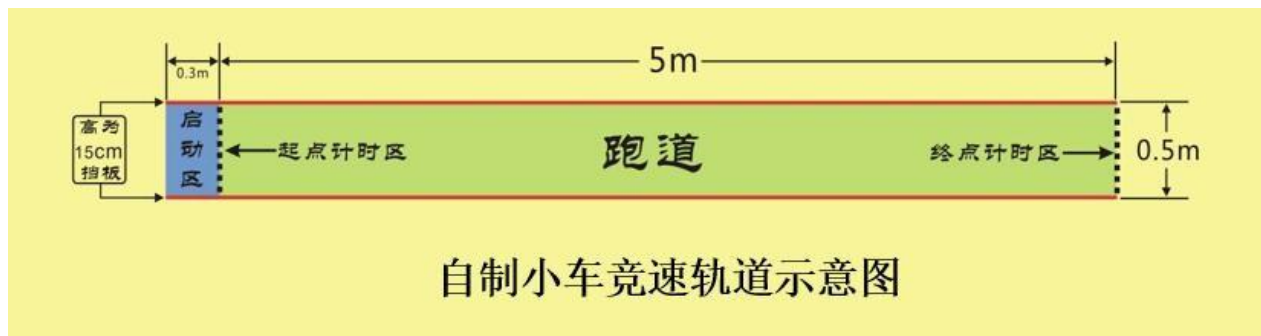 5m
0.3m
高为
15cm
挡板
启
动
区
起点计时区
跑道
终点计时区
0.5m
自制小车竞速轨道示意图